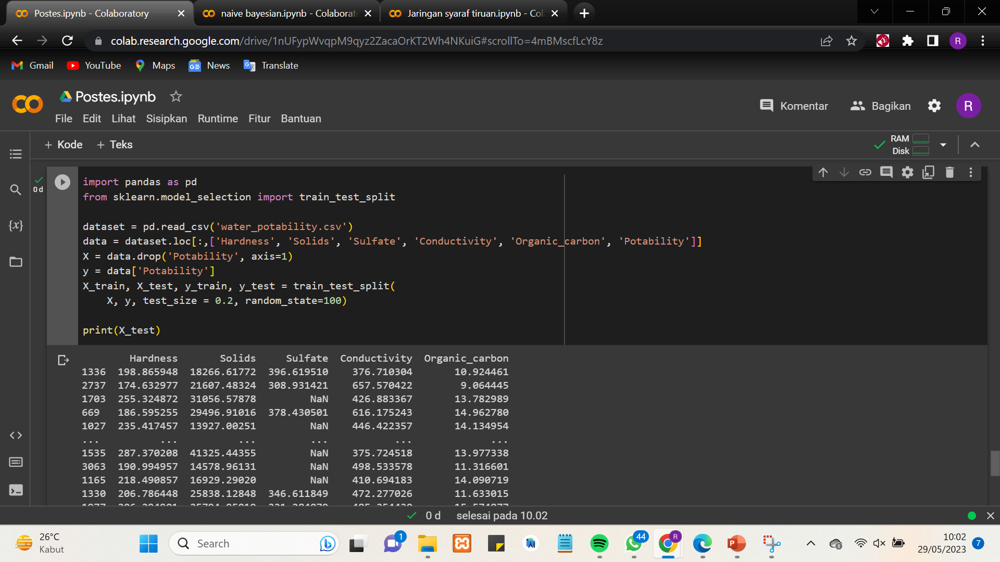 Postes.ipynb - Colaboratory
naive bayesian.ipynb - Colaborat
Jaringan syaraf tiruan.ipynb - Col
colab.research.google.com/drive/1nUFypWvqpM9qyz2ZacaOrKT2Wh4NKuiG#scrollTo=4mBMscfLcY8z
R
Gmail YouTube Maps News Translate
Postes.ipynb
Komentar Bagikan R
File Edit Lihat Sisipkan Runtime Fitur Bantuan
+ Kode + Teks
RAM
Disk
0 d
import pandas as pd
from sklearn.model_selection import train_test_split
dataset = pd.read_csv('water_potability.csv')
data = dataset.loc[:,['Hardness', 'Solids', 'Sulfate', 'Conductivity', 'Organic_carbon', 'Potability']]
X = data.drop('Potability', axis=1)
y = data['Potability']
X_train, X_test, y_train, y_test = train_test_split(
X, y, test_size = 0.2, random_state=100)
print(X_test)
Hardness Solids Sulfate Conductivity Organic_carbon
1336 198.865948 18266.61772 396.619510 376.710304 10.924461
2737 174.632977 21607.48324 308.931421 657.570422 9.064445
1703 255.324872 31056.57878 NaN 426.883367 13.782989
669 186.595255 29496.91016 378.430501 616.175243 14.962780
1027 235.417457 13927.00251 NaN 446.422357 14.134954
... ... ... ... ... ...
1535 287.370208 41325.44355 NaN 375.724518 13.977338
3063 190.994957 14578.96131 NaN 498.533578 11.316601
1165 218.490857 16929.29020 NaN 410.694183 14.090719
1330 206.786448 25838.12848 346.611849 472.277026 11.633015
0 d selesai pada 10.02
26°C
Kabut
Search
1
44
R
10:02
29/05/2023
7